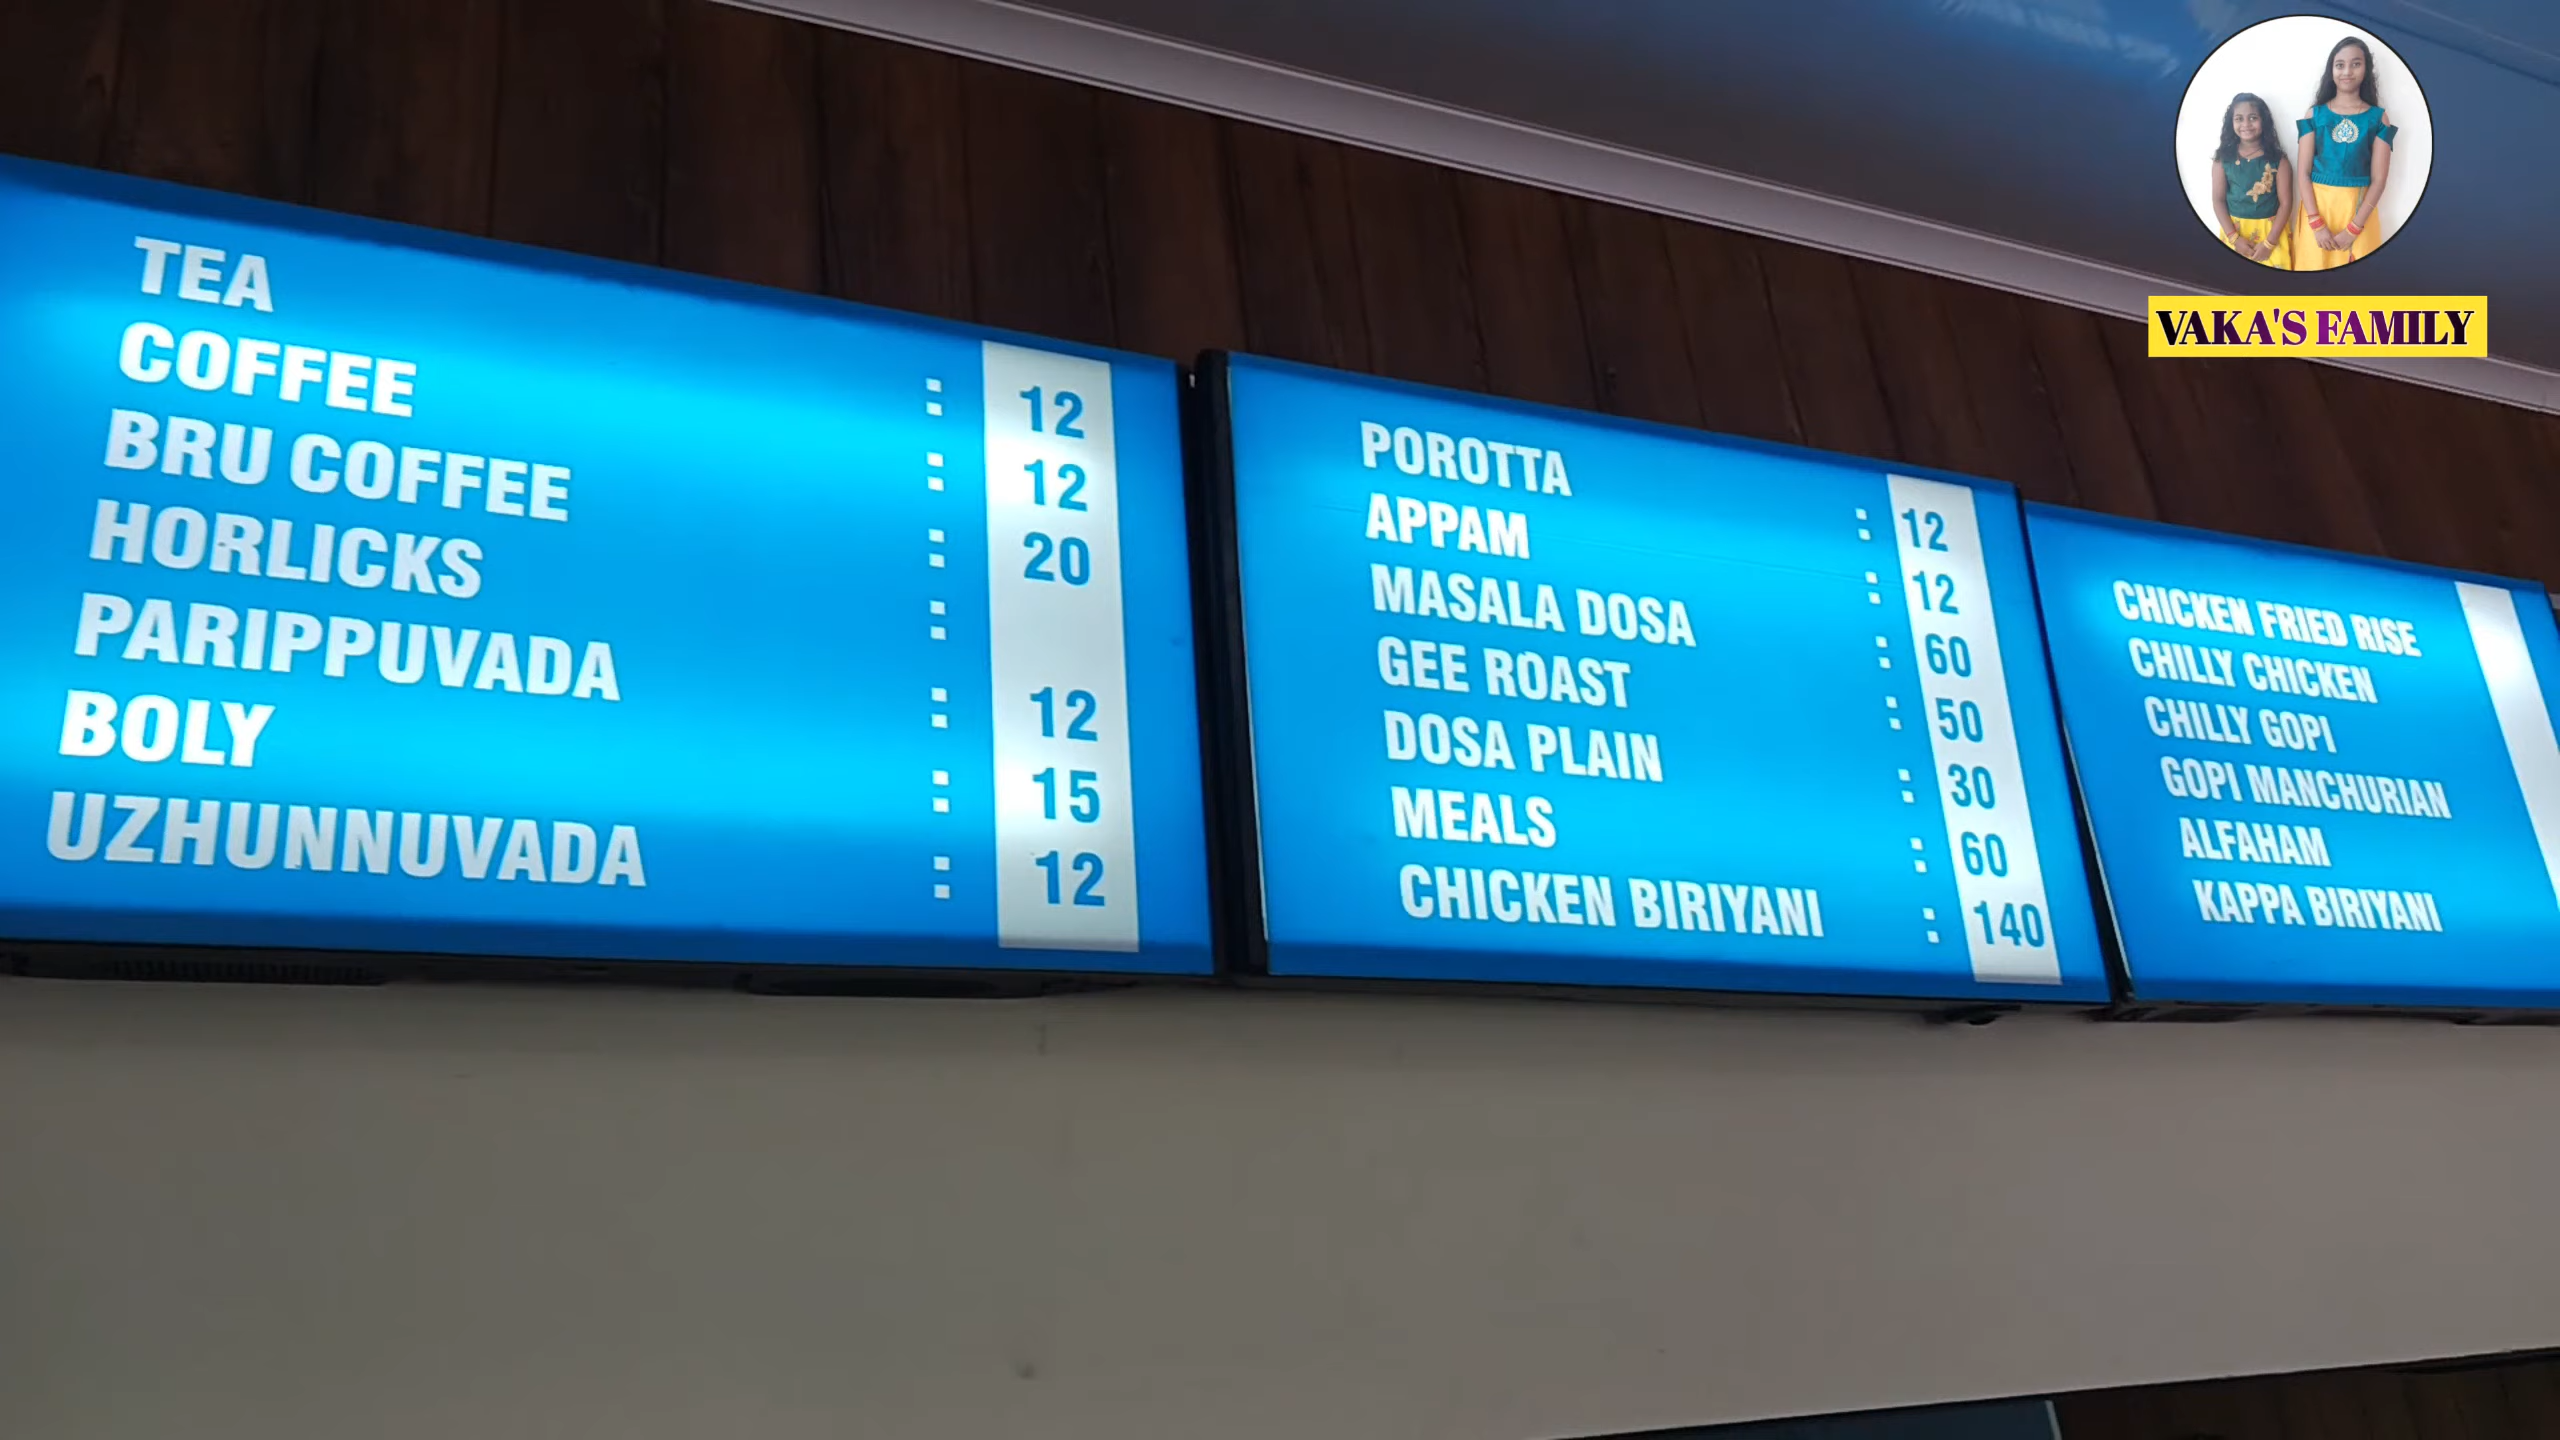 TEA : 12
COFFEE : 12
BRU COFFEE : 20
HORLICKS :
PARIPPUVADA : 12
BOLY : 15
UZHUNNUVADA : 12
POROTTA : 12
APPAM : 12
MASALA DOSA : 60
GEE ROAST : 50
DOSA PLAIN : 30
MEALS : 60
CHICKEN BIRIYANI : 140
CHICKEN FRIED RISE
CHILLY CHICKEN
CHILLY GOPI
GOPI MANCHURIAN
ALFAHAM
KAPPA BIRIYANI
VAKA'S FAMILY